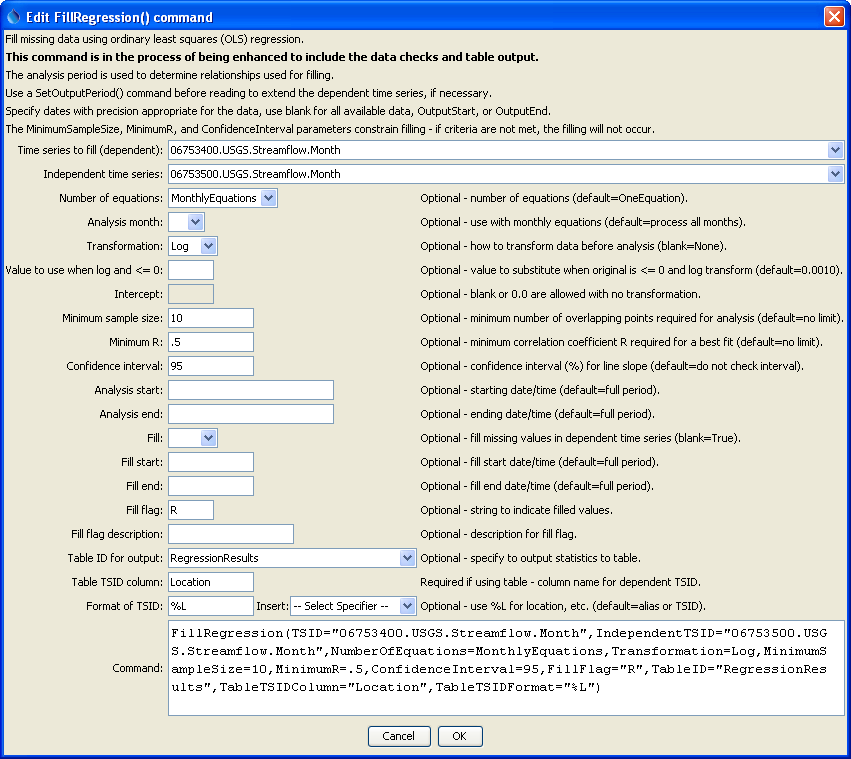 Edit FillRegression() command
Fill missing data using ordinary least squares (OLS) regression.
This command is in the process of being enhanced to include the data checks and table output.
The analysis period is used to determine relationships used for filling.
Use a SetOutputPeriod() command before reading to extend the dependent time series, if necessary.
Specify dates with precision appropriate for the data, use blank for all available data, OutputStart, or OutputEnd.
The MinimumSampleSize, MinimumR, and ConfidenceInterval parameters constrain filling - if criteria are not met, the filling will not occur.
Time series to fill (dependent): 06753400.USGS.Streamflow.Month
Independent time series: 06753500.USGS.Streamflow.Month
Number of equations: MonthlyEquations Optional - number of equations (default=OneEquation).
Analysis month: Optional - use with monthly equations (default=process all months).
Transformation: Log Optional - how to transform data before analysis (blank=None).
Value to use when log and <= 0: Optional - value to substitute when original is <= 0 and log transform (default=0.0010).
Intercept: Optional - blank or 0.0 are allowed with no transformation.
Minimum sample size: 10 Optional - minimum number of overlapping points required for analysis (default=no limit).
Minimum R: .5 Optional - minimum correlation coefficient R required for a best fit (default=no limit).
Confidence interval: 95 Optional - confidence interval (%) for line slope (default=do not check interval).
Analysis start: Optional - starting date/time (default=full period).
Analysis end: Optional - ending date/time (default=full period).
Fill: Optional - fill missing values in dependent time series (blank=True).
Fill start: Optional - fill start date/time (default=full period).
Fill end: Optional - fill end date/time (default=full period).
Fill flag: R Optional - string to indicate filled values.
Fill flag description: Optional - description for fill flag.
Table ID for output: RegressionResults Optional - specify to output statistics to table.
Table TSID column: Location Required if using table - column name for dependent TSID.
Format of TSID: %L Insert: -- Select Specifier -- Optional - use %L for location, etc. (default=alias or TSID).
FillRegression(TSID="06753400.USGS.Streamflow.Month",IndependentTSID="06753500.USG
S.Streamflow.Month",NumberOfEquations=MonthlyEquations,Transformation=Log,MinimumS
Command: ampleSize=10,MinimumR=.5,ConfidenceInterval=95,FillFlag="R",TableID="RegressionRes
ults",TableTSIDColumn="Location",TableTSIDFormat="%L")
Cancel OK